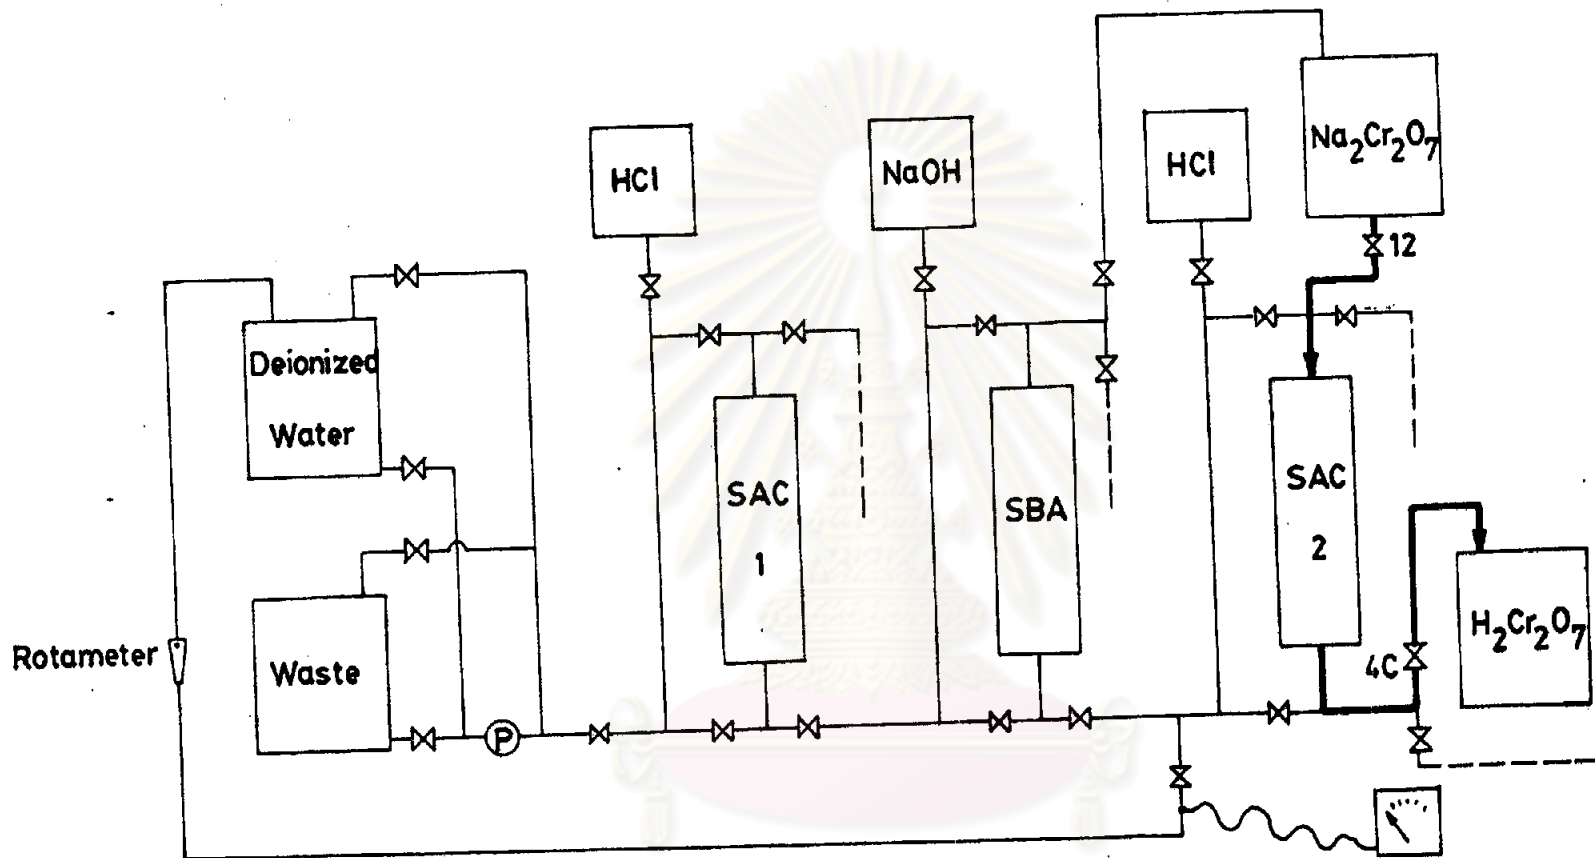 Na₂Cr₂O₇
HCl
NaOH
HCl
12
Deionized
Water
SAC
1
SBA
SAC
2
Rotameter
Waste
P
4C
H₂Cr₂O₇